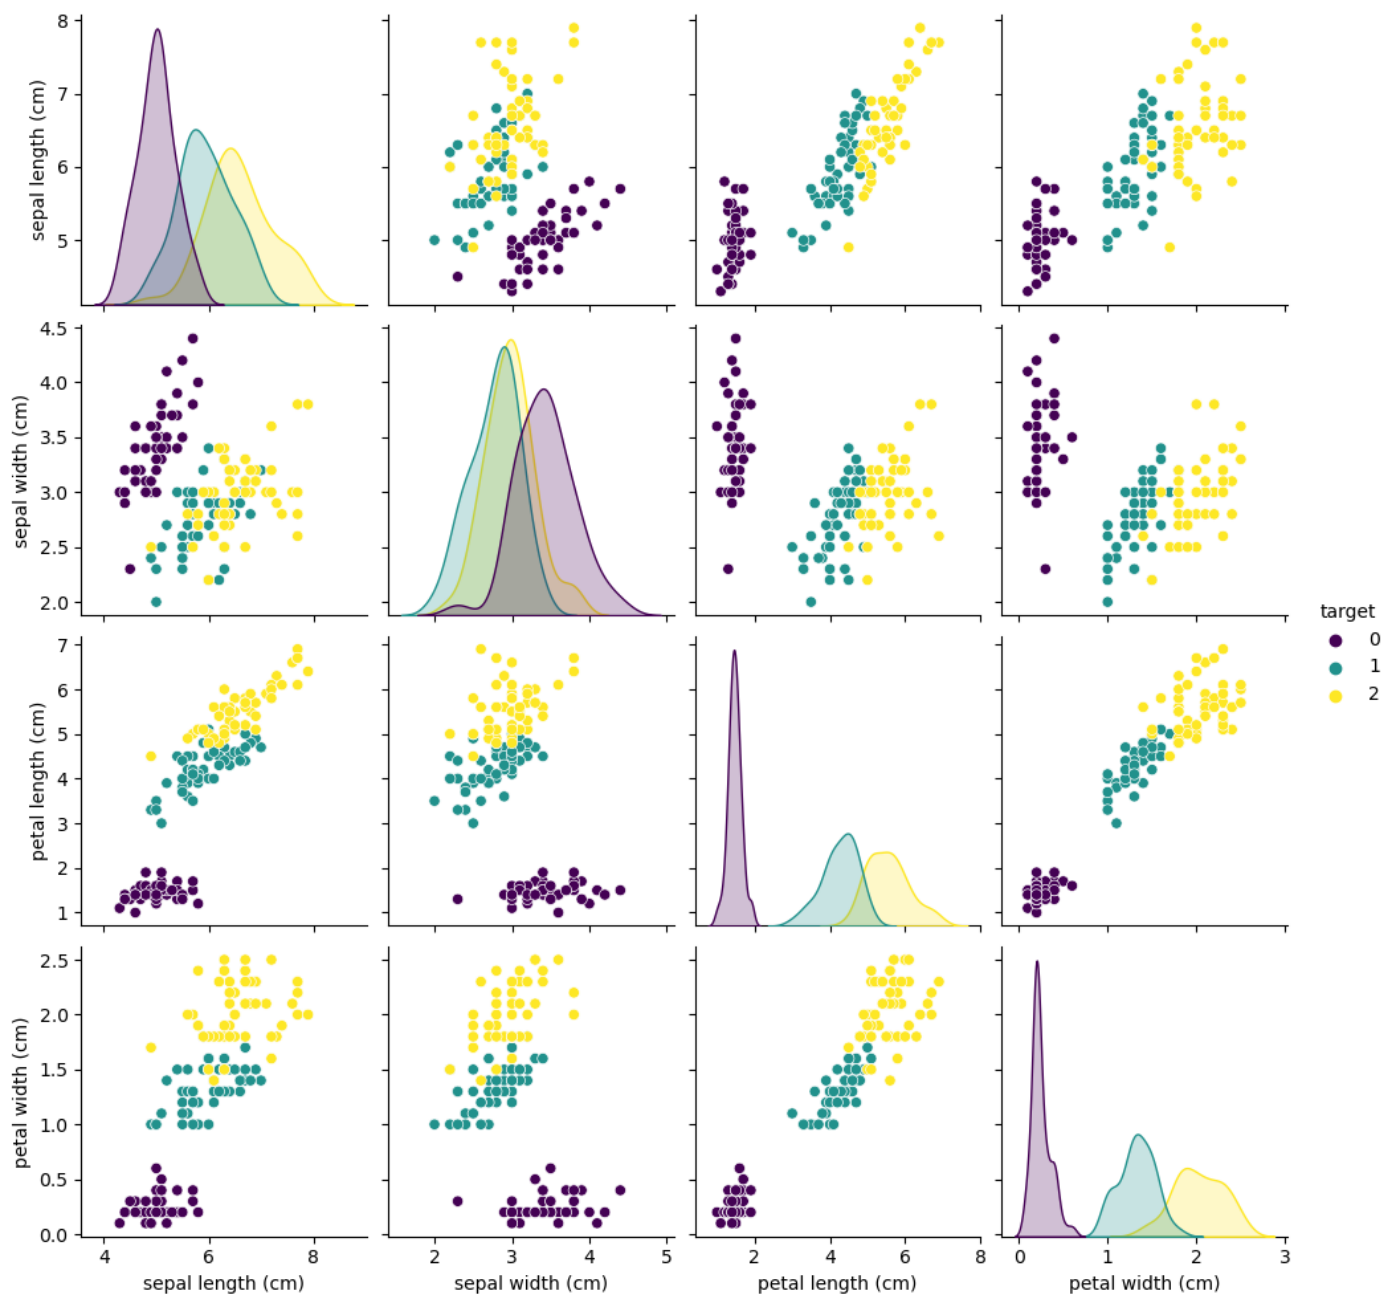 8
7
6
5
sepal length (cm)
4.5
4.0
3.5
3.0
2.5
2.0
sepal width (cm)
target
0
1
2
7
6
5
4
3
2
1
petal length (cm)
2.5
2.0
1.5
1.0
0.5
0.0
petal width (cm)
4 6 8
sepal length (cm)
2 3 4 5
sepal width (cm)
2 4 6 8
petal length (cm)
0 1 2 3
petal width (cm)